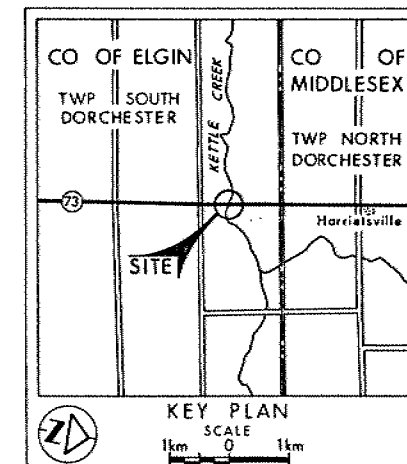 CO OF ELGIN
TWP SOUTH
DORCHESTER
KETTLE CREEK
CO OF
MIDDLESEX
TWP NORTH
DORCHESTER
73
Harrietsville
SITE
N
KEY PLAN
SCALE
1km 0 1km